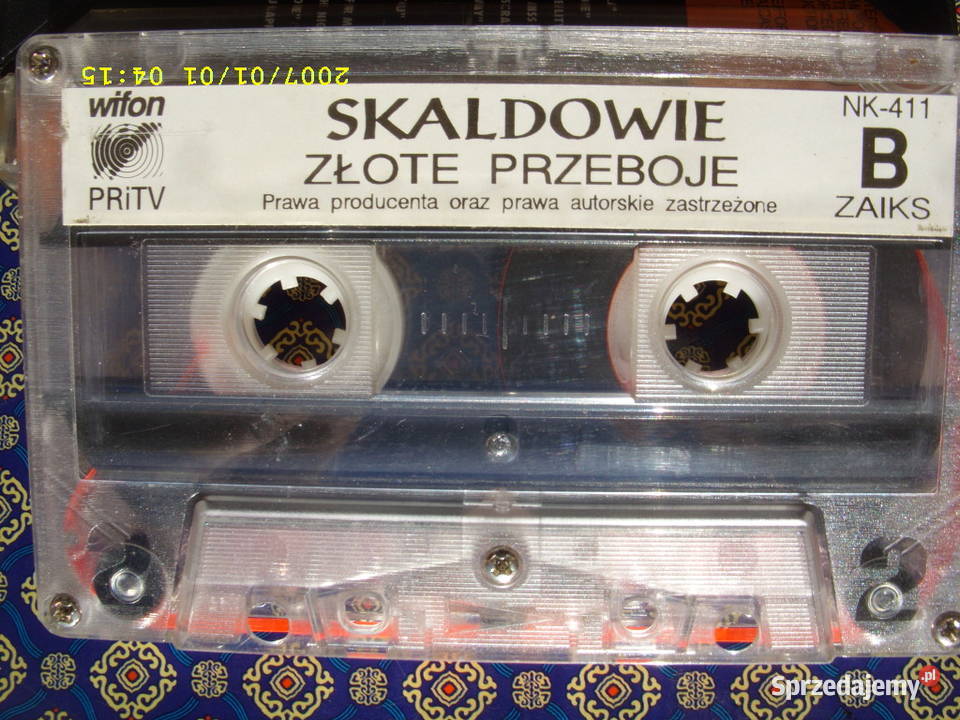 2007/01/01 04:15
wifon
PRiTV
SKALDOWIE
ZŁOTE PRZEBOJE
Prawa producenta oraz prawa autorskie zastrzeżone
NK-411
B
ZAIKS
Sprzedajemy.pl